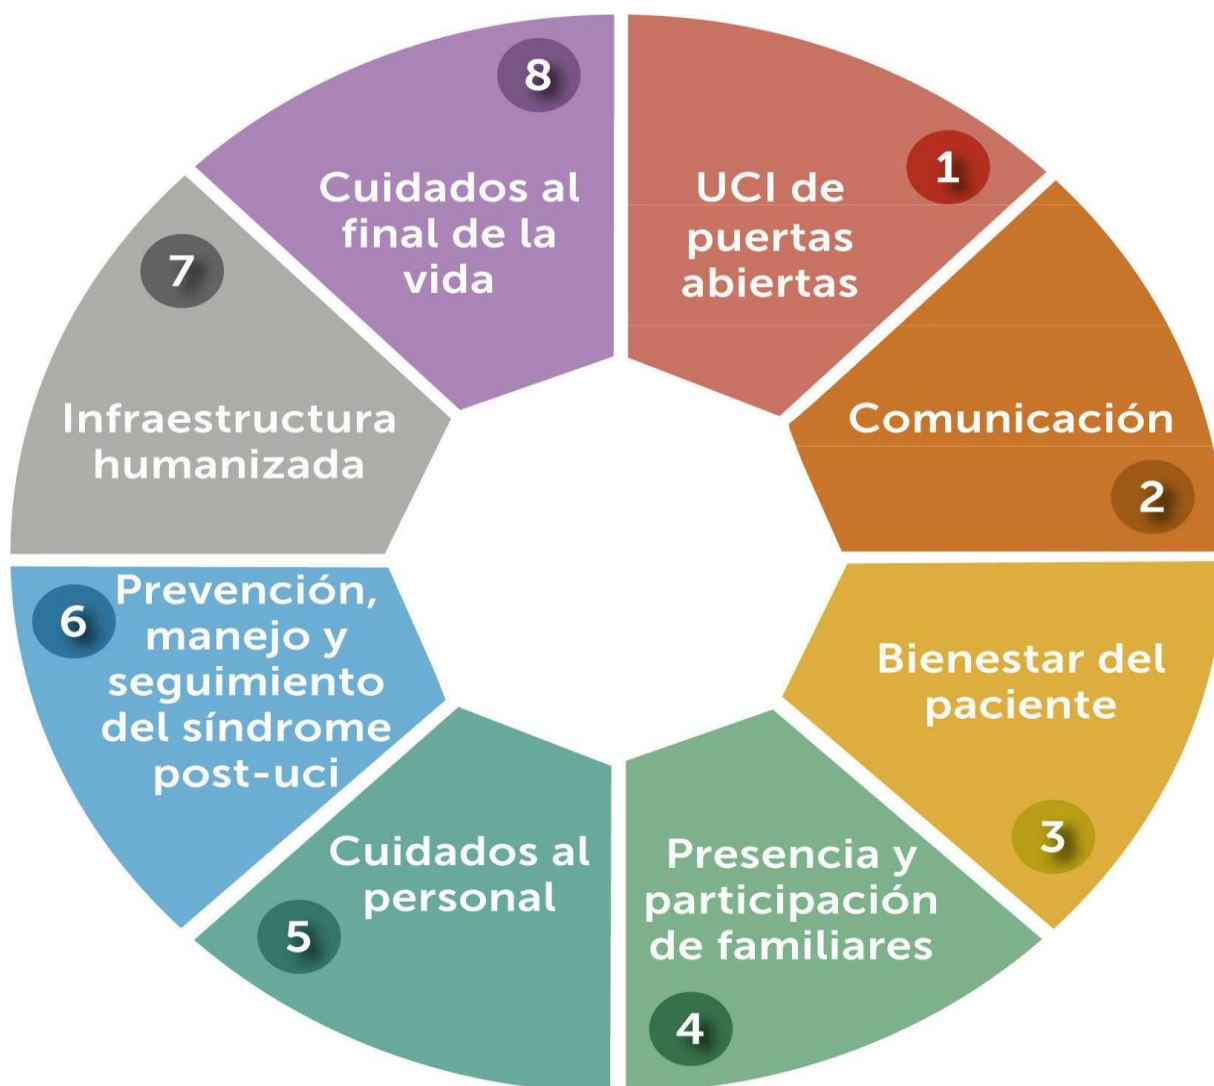 1
UCI de
puertas
abiertas
Comunicación
2
Bienestar del
paciente
3
Presencia y
participación
de familiares
4
Cuidados al
personal
5
6
Prevención,
manejo y
seguimiento
del síndrome
post-uci
7
Infraestructura
humanizada
8
Cuidados al
final de la
vida